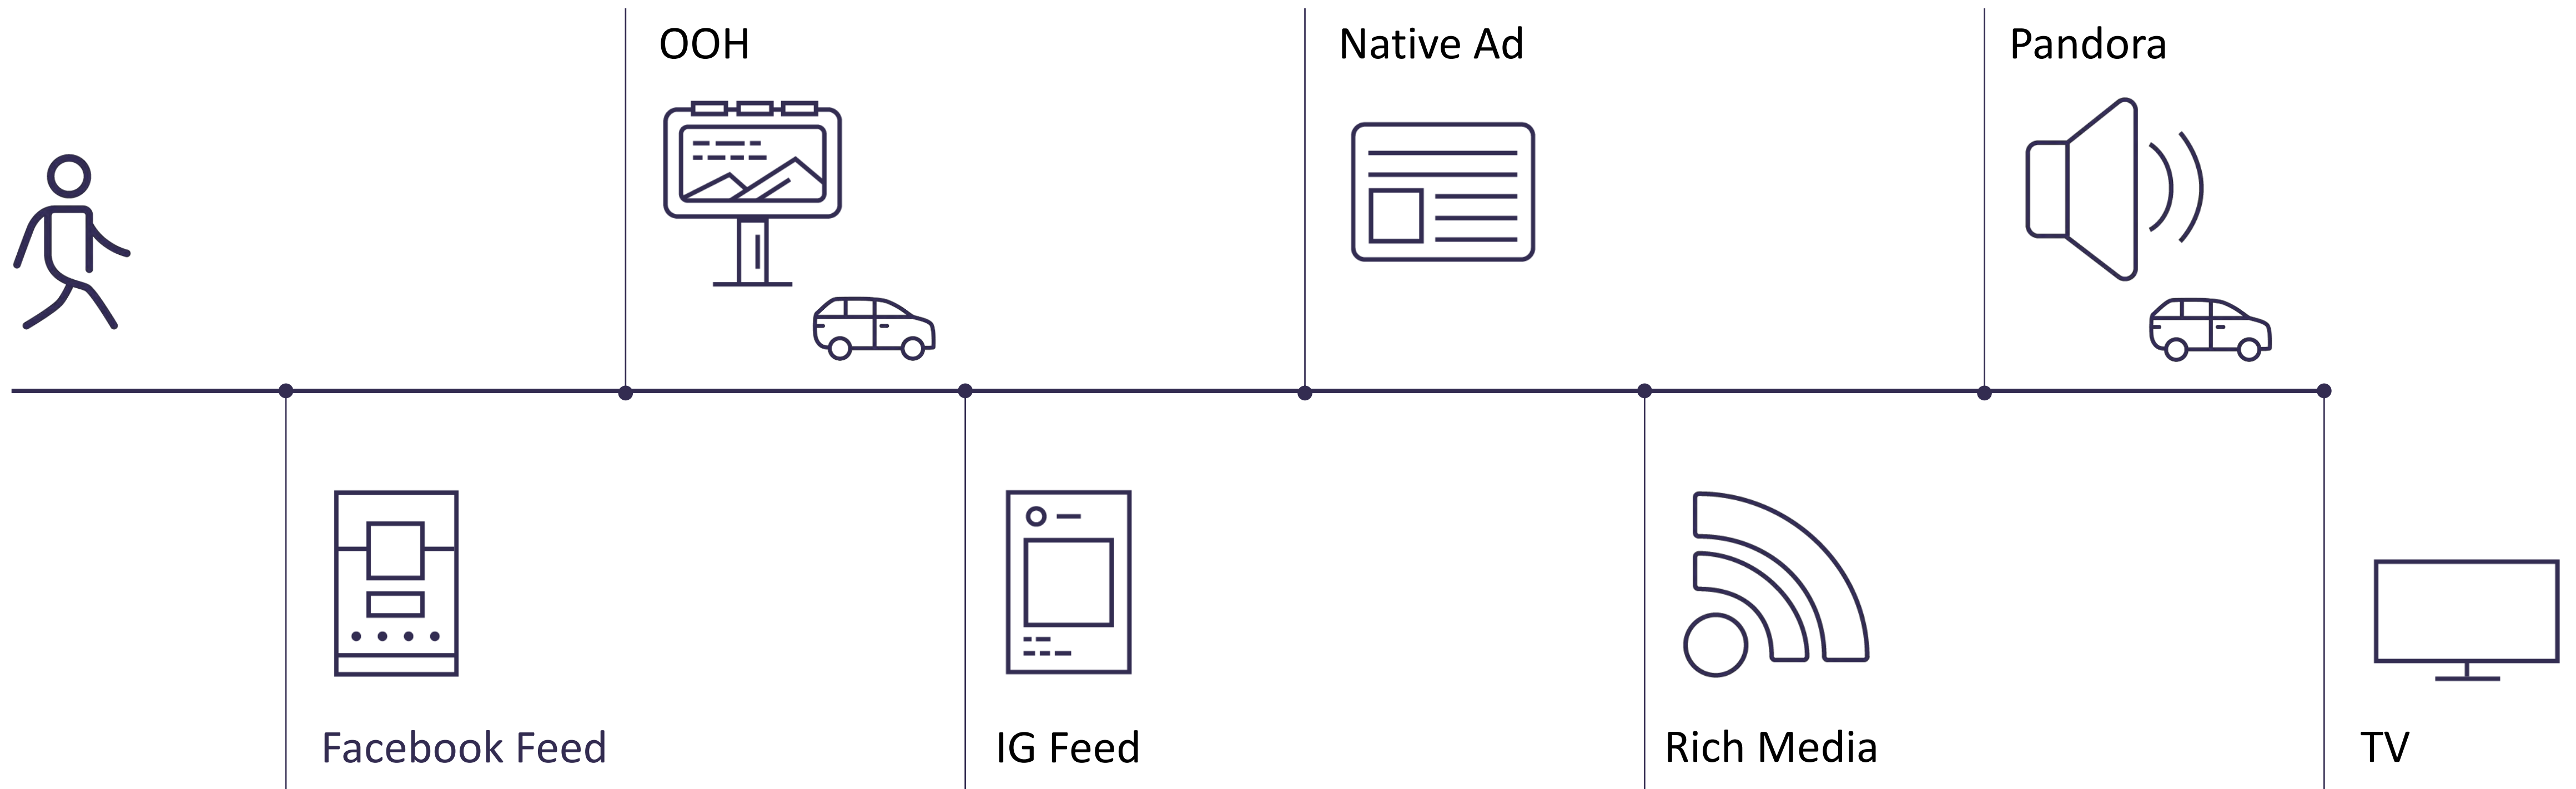 OOH
Native Ad
Pandora
Facebook Feed
IG Feed
Rich Media
TV